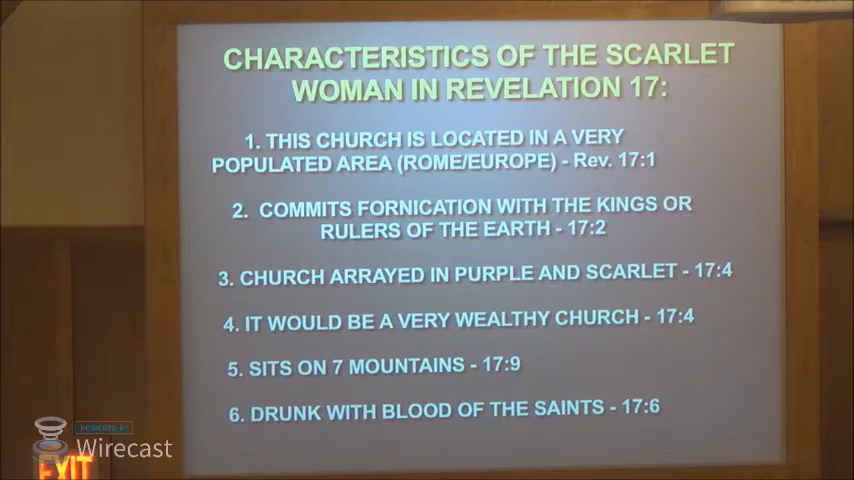 CHARACTERISTICS OF THE SCARLET
WOMAN IN REVELATION 17:
1. THIS CHURCH IS LOCATED IN A VERY
POPULATED AREA (ROME/EUROPE) - Rev. 17:1
2. COMMITS FORNICATION WITH THE KINGS OR
RULERS OF THE EARTH - 17:2
3. CHURCH ARRAYED IN PURPLE AND SCARLET - 17:4
4. IT WOULD BE A VERY WEALTHY CHURCH - 17:4
5. SITS ON 7 MOUNTAINS - 17:9
6. DRUNK WITH BLOOD OF THE SAINTS - 17:6
POWERED BY
Wirecast
EXIT